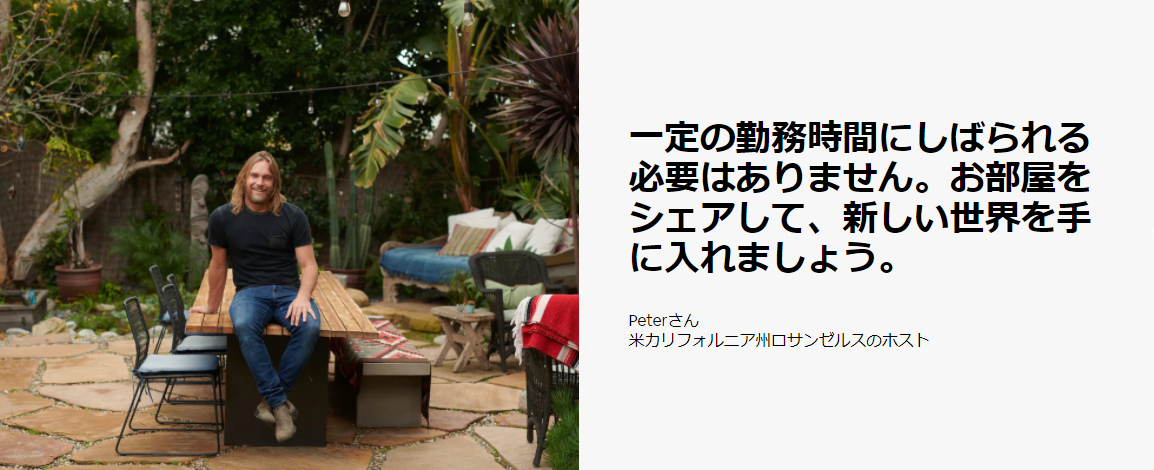 一定の勤務時間にしばられる
必要はありません。お部屋を
シェアして、新しい世界を手
に入れましょう。
Peterさん
米カリフォルニア州ロサンゼルスのホスト